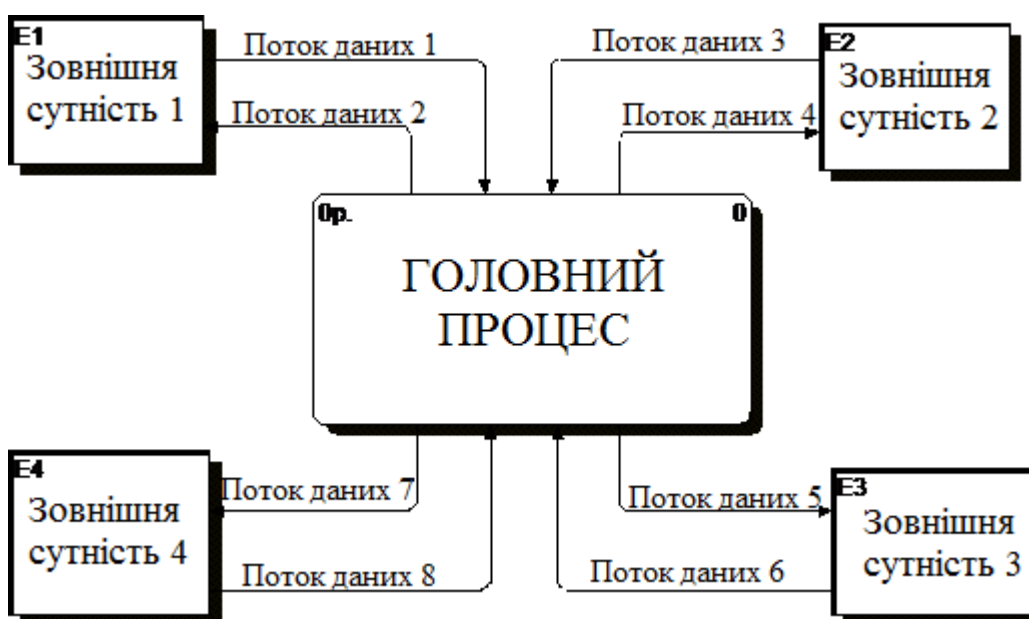 E1
Зовнішня
сутність 1
Поток даних 1
Поток даних 2
Поток даних 3
Поток даних 4
E2
Зовнішня
сутність 2
0р.
0
ГОЛОВНИЙ
ПРОЦЕС
E4
Зовнішня
сутність 4
Поток даних 7
Поток даних 8
Поток даних 5
Поток даних 6
E3
Зовнішня
сутність 3